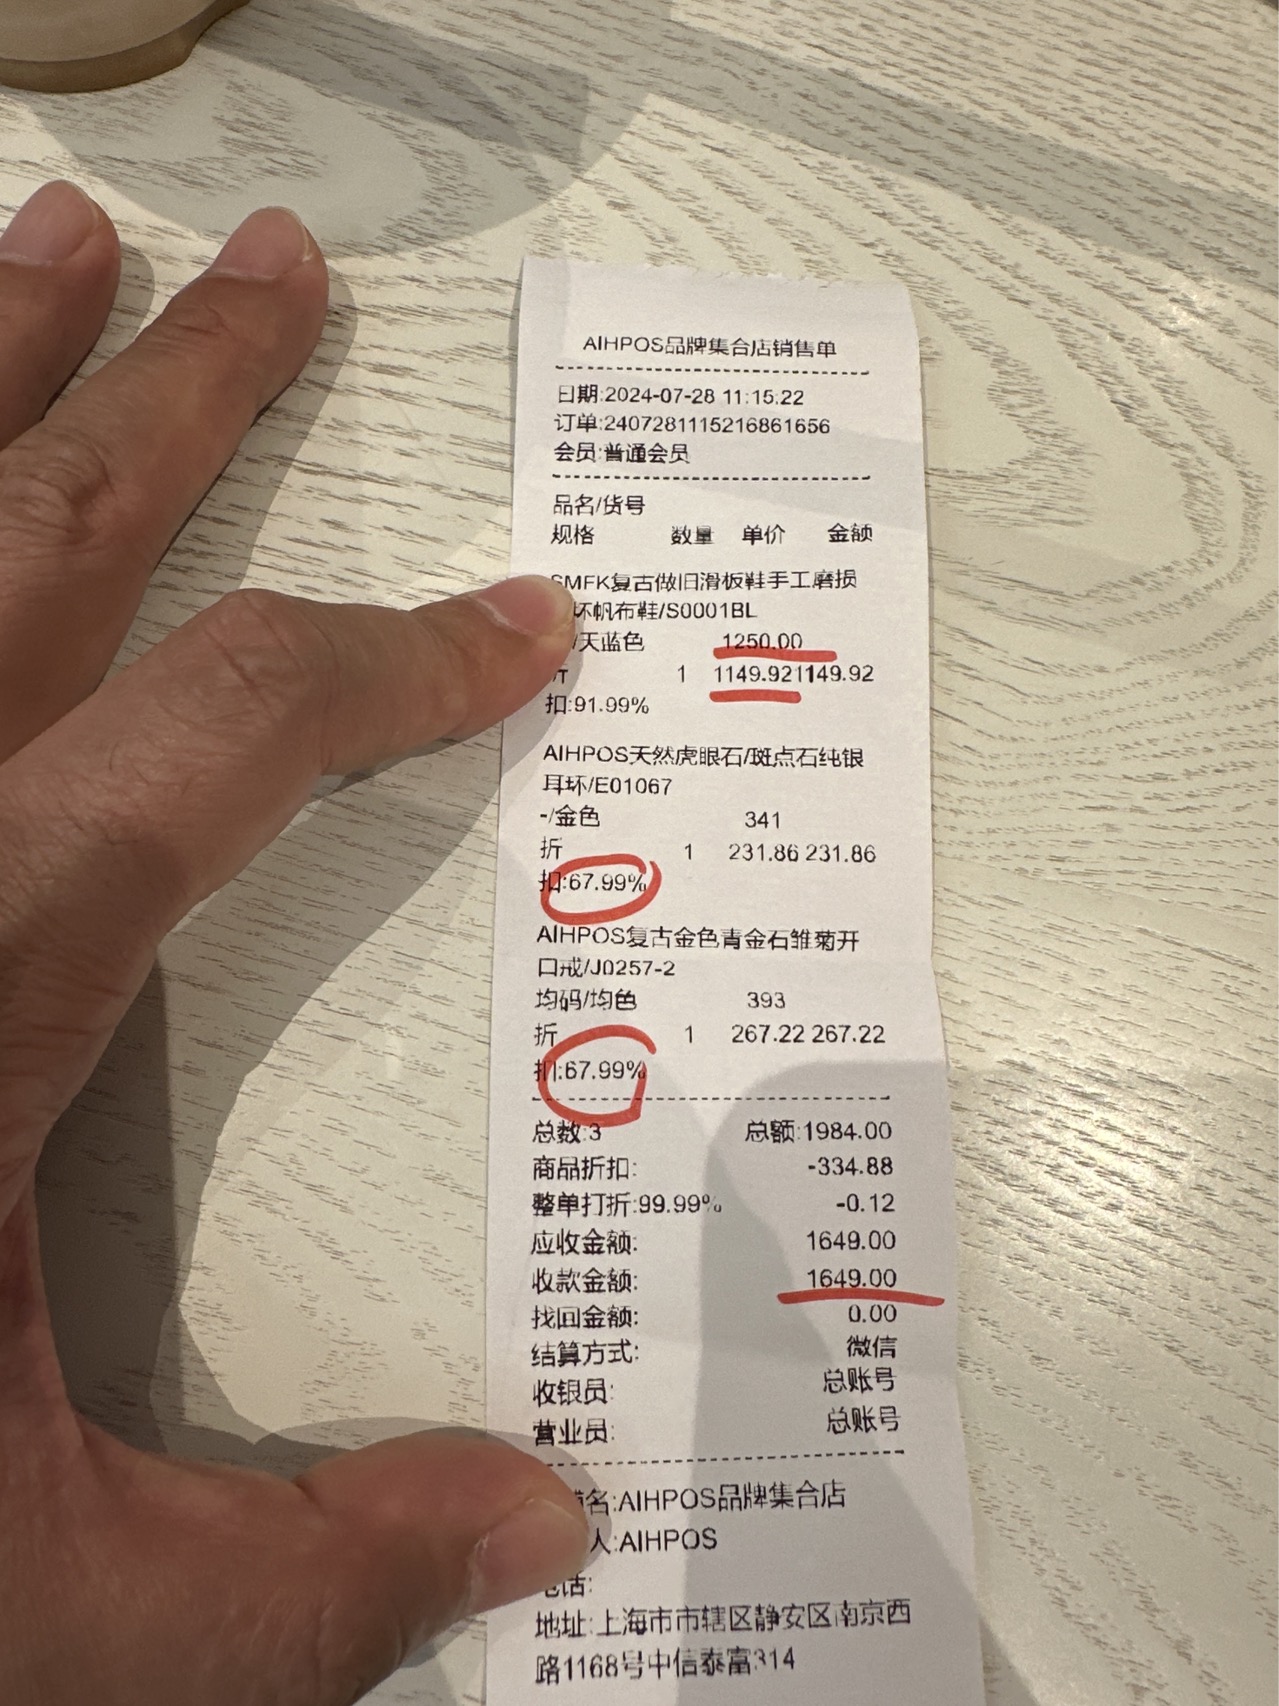 AIHPOS品牌集合店销售单
日期:2024-07-28 11:15:22
订单:2407281115216861656
会员:普通会员
品名/货号
规格 数量 单价 金额
SMFK复古做旧滑板鞋手工磨损
坏帆布鞋/S0001BL
/天蓝色 1250.00
折 1 1149.921149.92
扣:91.99%
AIHPOS天然虎眼石/斑点石纯银
耳环/E01067
-/金色 341
折 1 231.86 231.86
扣:67.99%
AIHPOS复古金色青金石雏菊开
口戒/J0257-2
均码/均色 393
折 1 267.22 267.22
扣:67.99%
总数:3 总额:1984.00
商品折扣: -334.88
整单打折:99.99% -0.12
应收金额: 1649.00
收款金额: 1649.00
找回金额: 0.00
结算方式: 微信
收银员: 总账号
营业员: 总账号
名:AIHPOS品牌集合店
人:AIHPOS
电话:
地址:上海市市辖区静安区南京西
路1168号中信泰富314